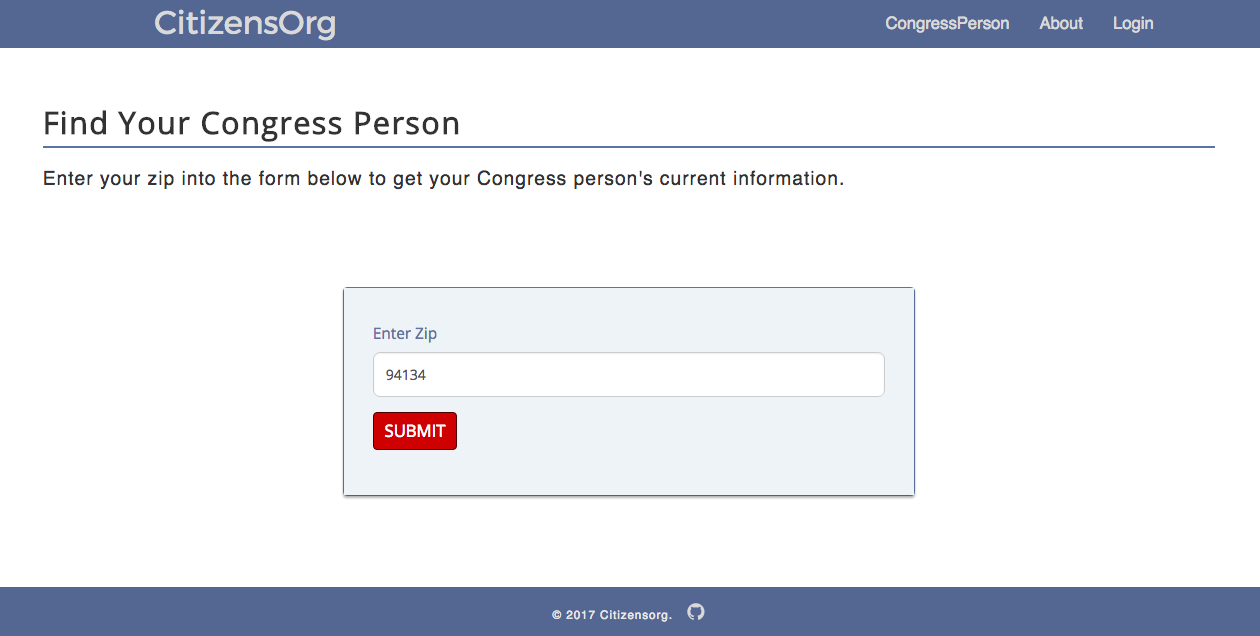 CitizensOrg
CongressPerson About Login
Find Your Congress Person
Enter your zip into the form below to get your Congress person's current information.
Enter Zip
94134
SUBMIT
© 2017 Citizensorg.